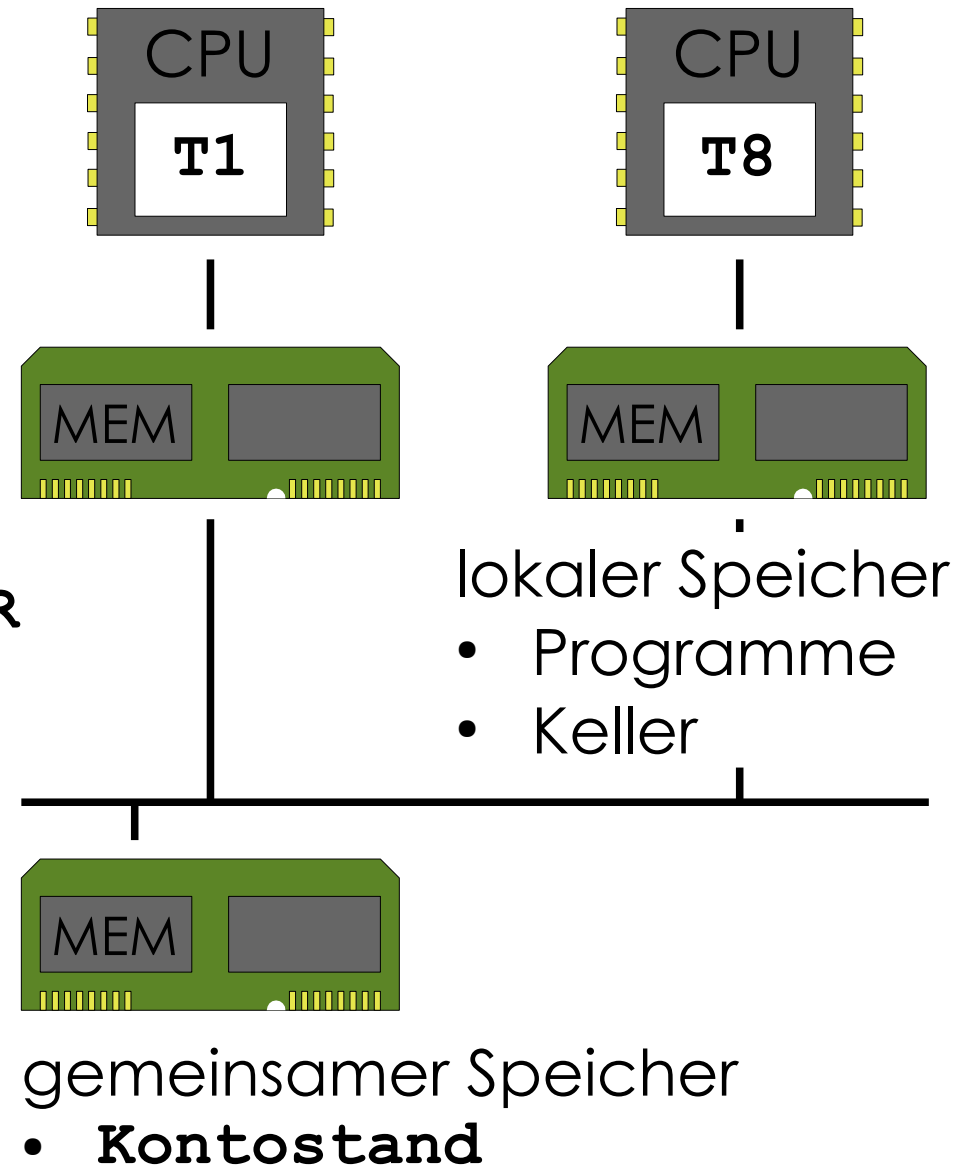 CPU CPU
T1 T8
MEM MEM
lokaler Speicher
R
• Programme
• Keller
MEM
gemeinsamer Speicher
• Kontostand